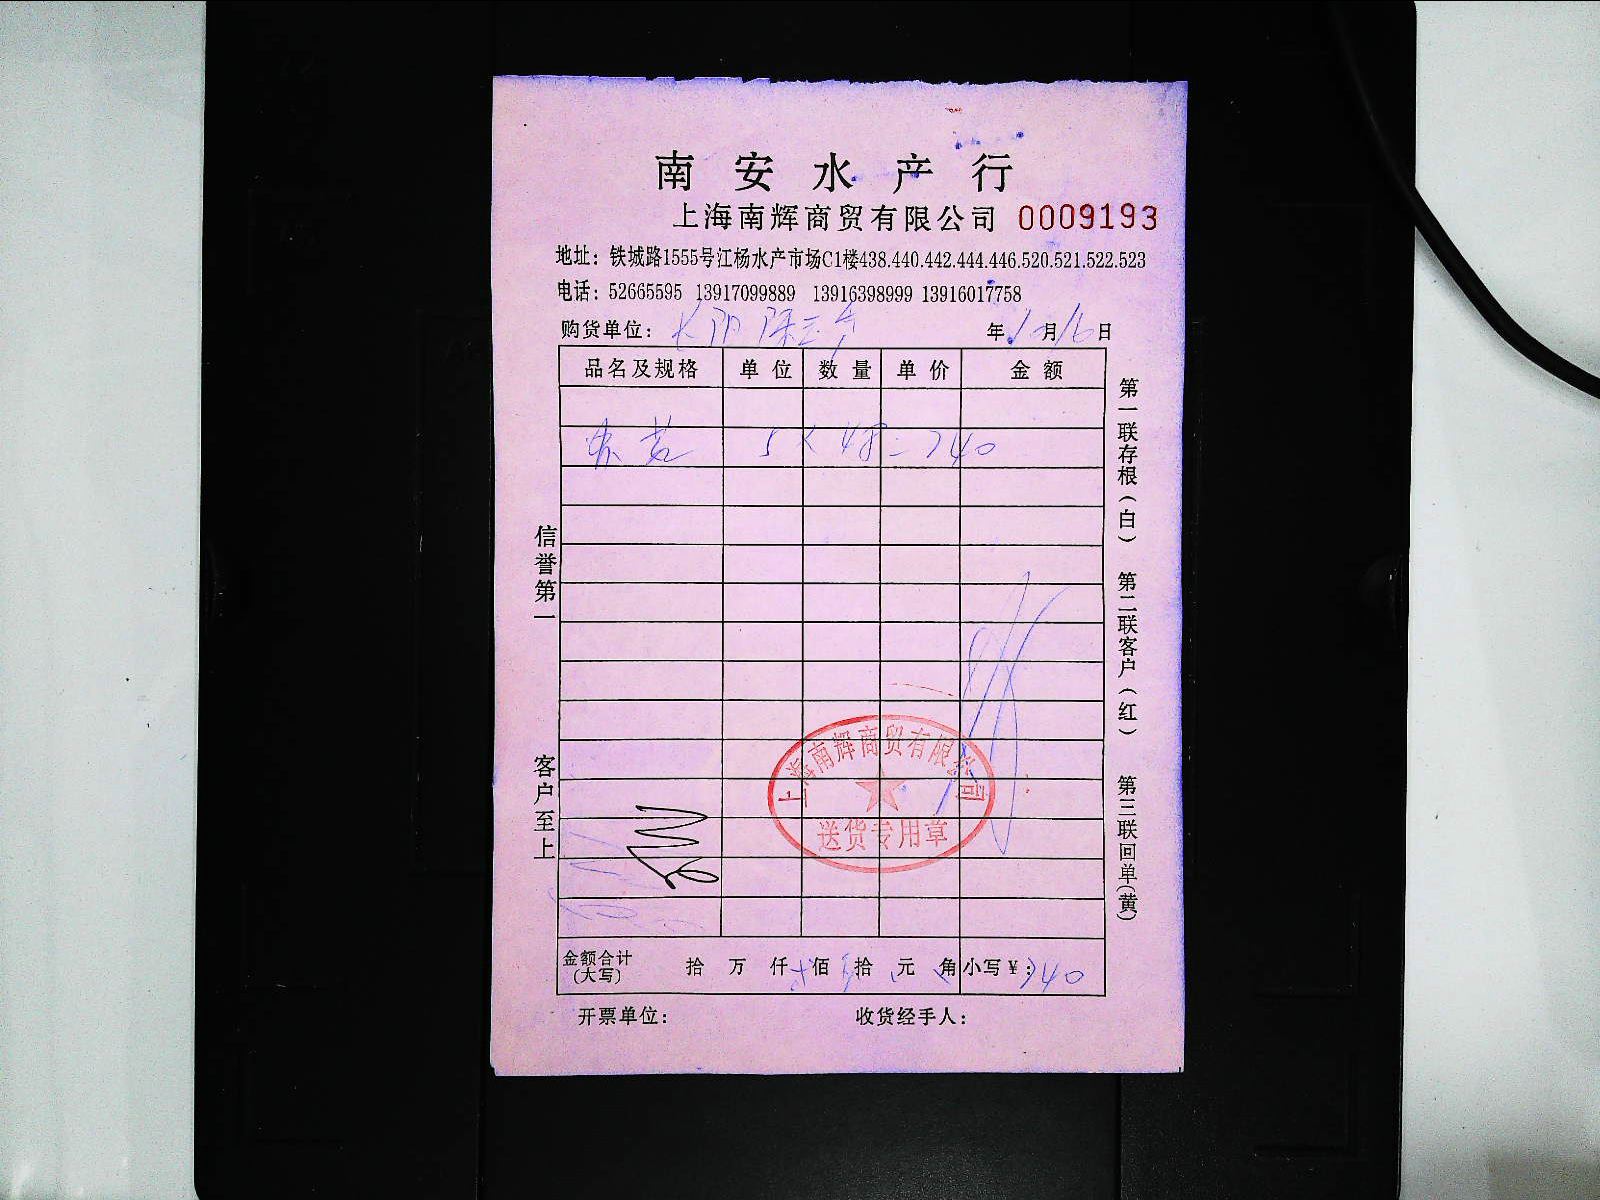 南安水产行
上海南辉商贸有限公司 0009193
地址：铁城路1555号江杨水产市场C1楼438.440.442.444.446.520.521.522.523
电话：52665595 13917099889 13916398999 13916017758
购货单位： 年1月16日
品名及规格 单位 数量 单价 金额
5×48=240
信誉第一
客户至上
第一联存根（白）
第二联客户（红）
第三联回单（黄）
上海南辉商贸有限公司
送货专用章
金额合计（大写） 拾 万 仟 佰 拾 元 角 小写￥：240
开票单位： 收货经手人：